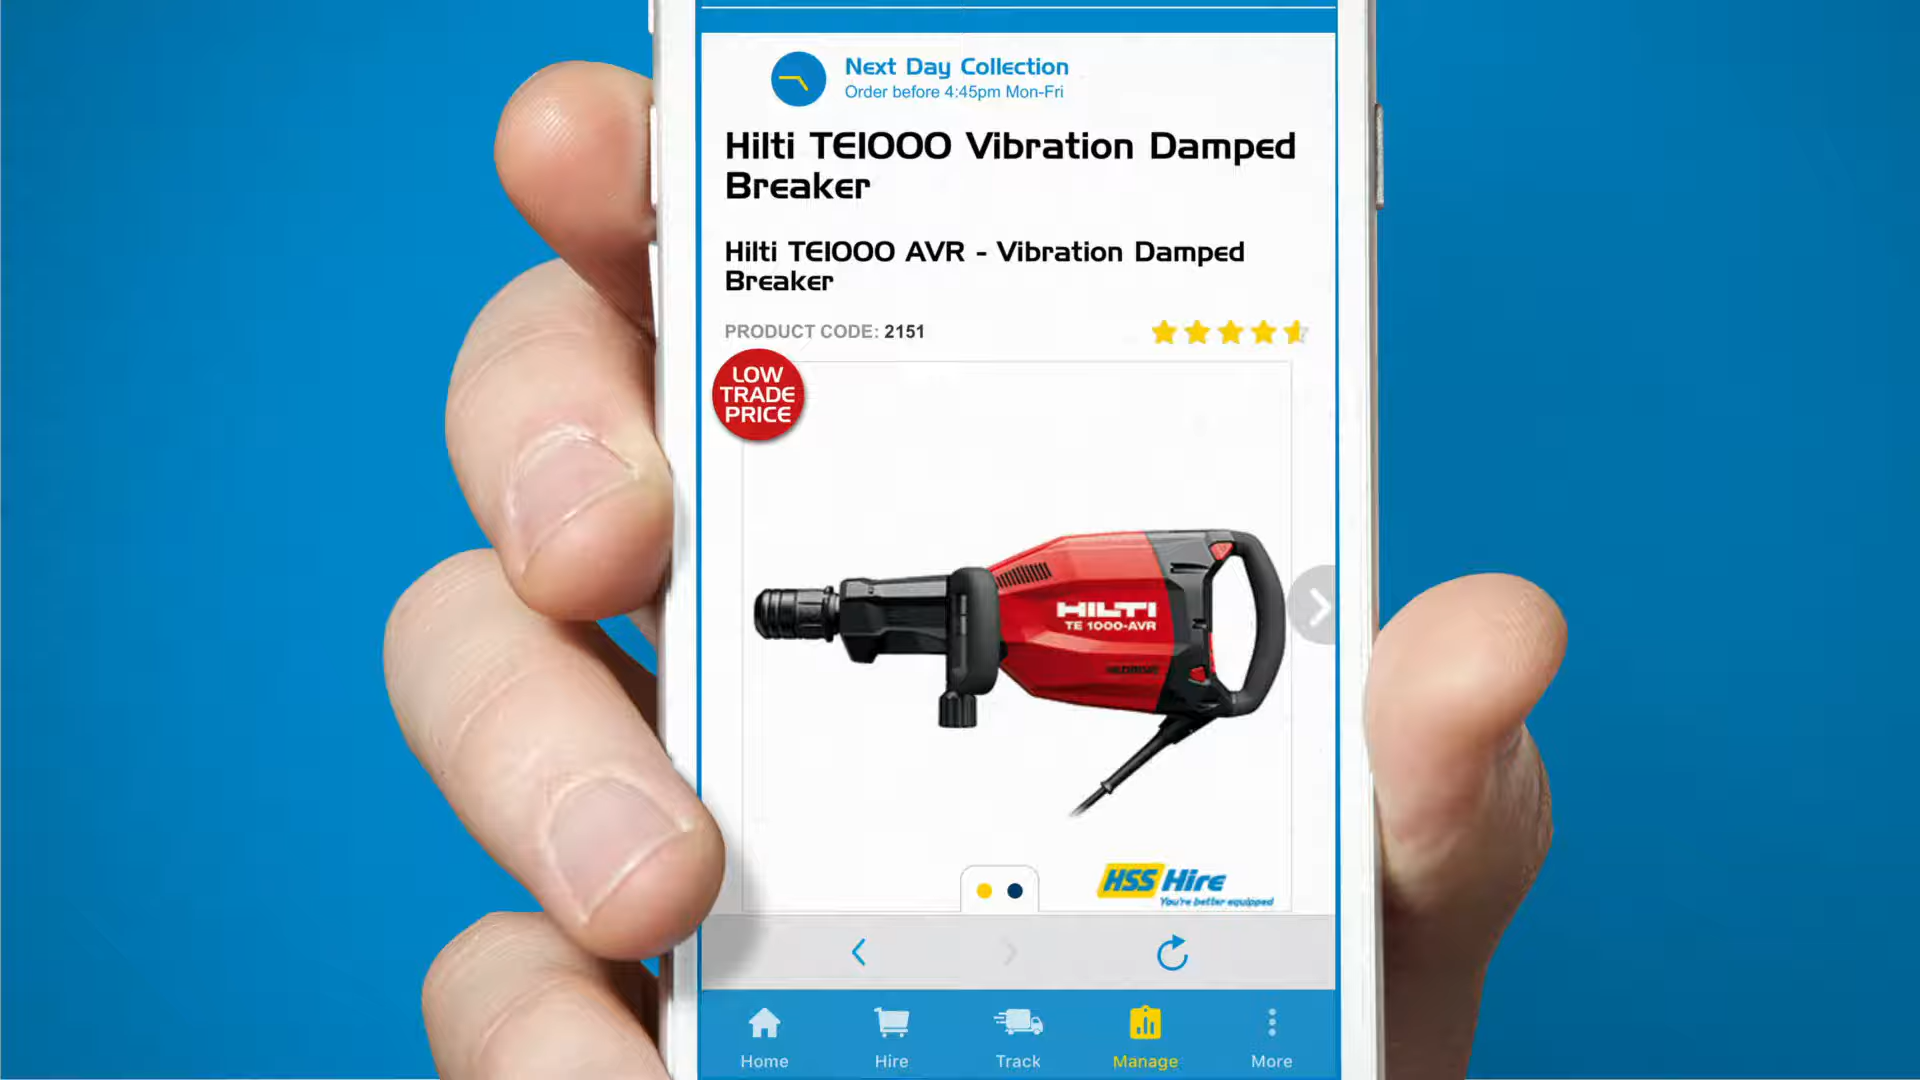 Next Day Collection
Order before 4:45pm Mon-Fri
Hilti TE1000 Vibration Damped
Breaker
Hilti TE1000 AVR - Vibration Damped
Breaker
PRODUCT CODE: 2151
LOW
TRADE
PRICE
HILTI
TE 1000-AVR
HSS Hire
You're better equipped
Home
Hire
Track
Manage
More